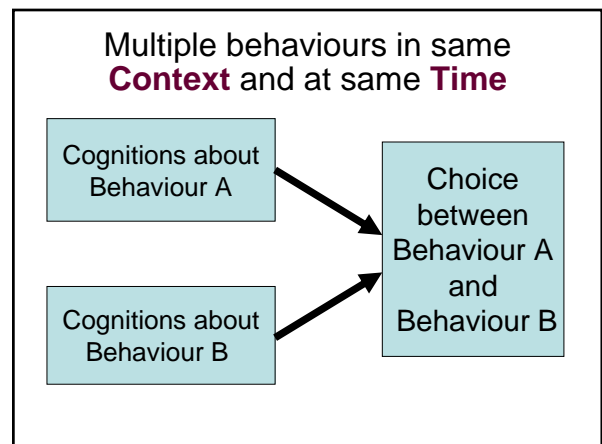 Multiple behaviours in same
Context and at same Time
Cognitions about
Behaviour A
Choice
between
Behaviour A
and
Behaviour B
Cognitions about
Behaviour B